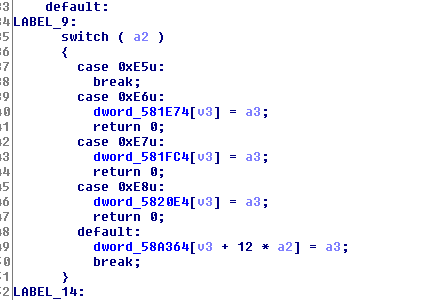 33 default:
34 LABEL_9:
35 switch ( a2 )
36 {
37 case 0xE5u:
38 break;
39 case 0xE6u:
40 dword_581E74[v3] = a3;
41 return 0;
42 case 0xE7u:
43 dword_581FC4[v3] = a3;
44 return 0;
45 case 0xE8u:
46 dword_5820E4[v3] = a3;
47 return 0;
48 default:
49 dword_58A364[v3 + 12 * a2] = a3;
50 break;
51 }
52 LABEL_14: